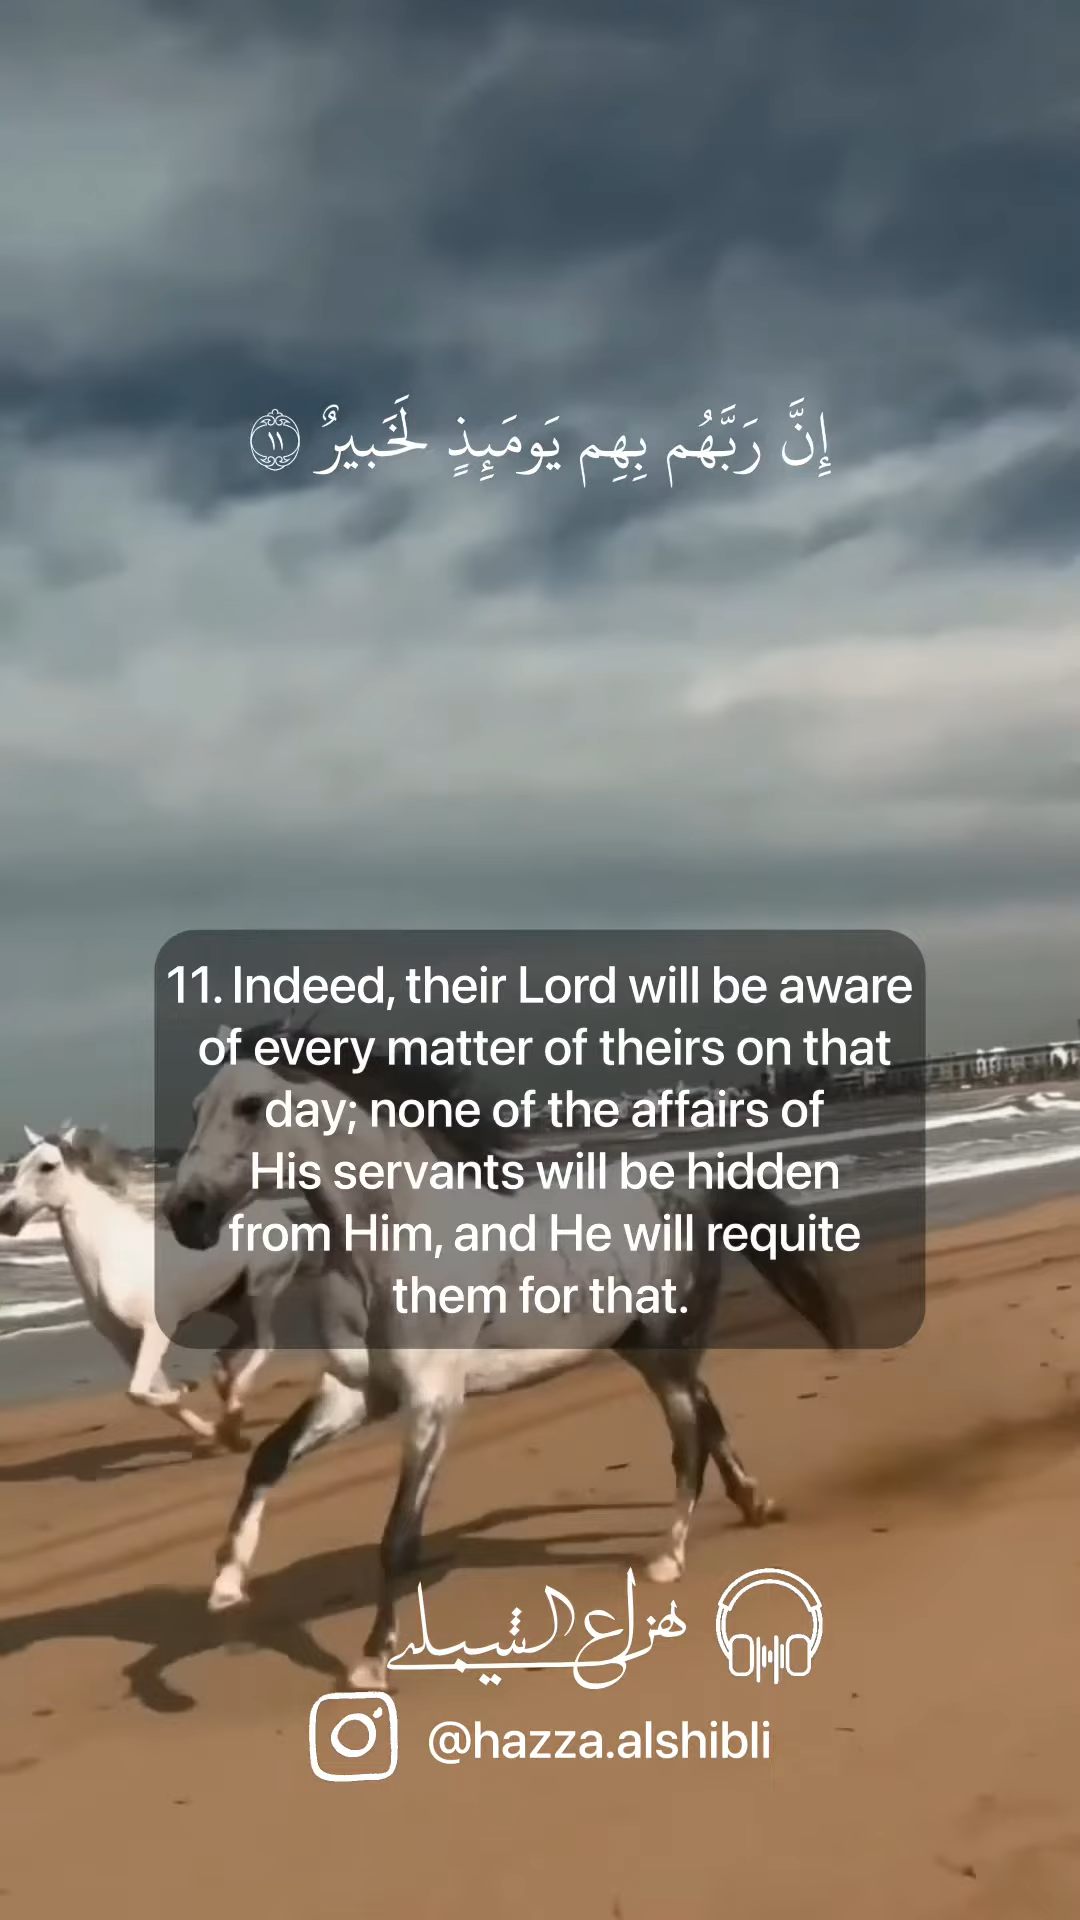 إِنَّ رَبَّهُم بِهِم يَومَئِذٍ لَخَبيرٌ ١١
11. Indeed, their Lord will be aware
of every matter of theirs on that
day; none of the affairs of
His servants will be hidden
from Him, and He will requite
them for that.
هزاع الشبلي
@hazza.alshibli